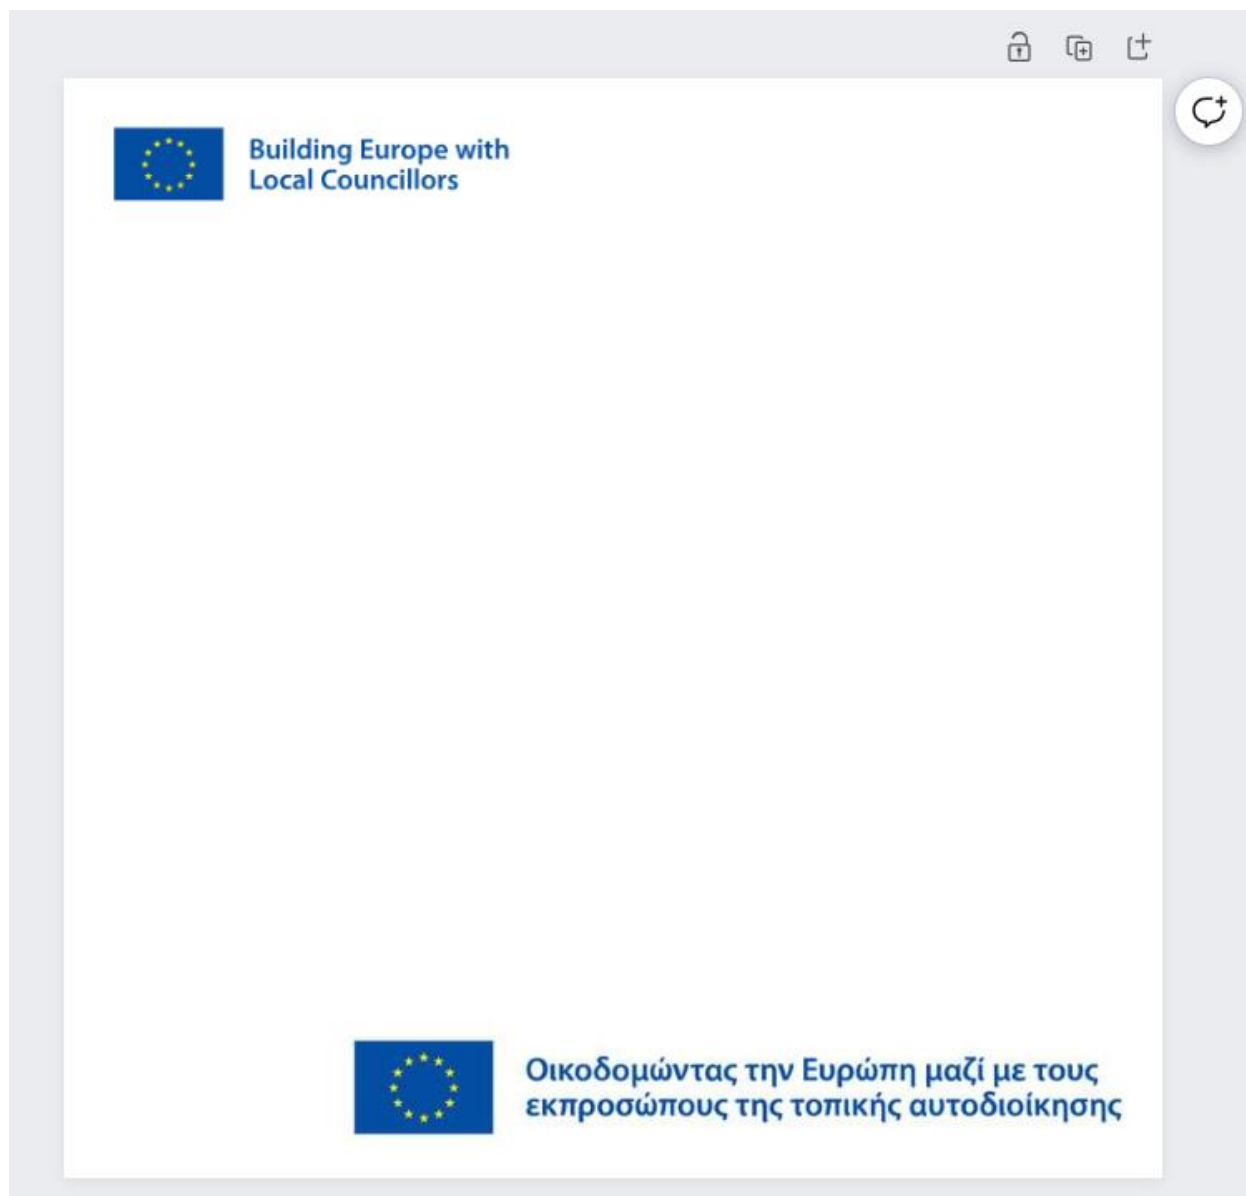 Building Europe with
Local Councillors
Οικοδομώντας την Ευρώπη μαζί με τους
εκπροσώπους της τοπικής αυτοδιοίκησης